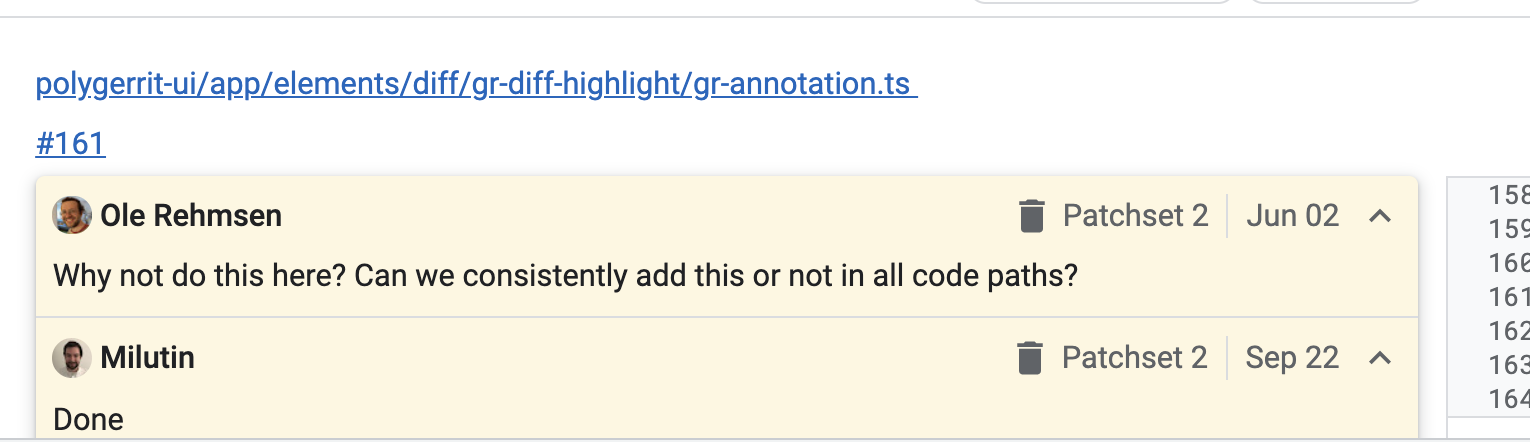 polygerrit-ui/app/elements/diff/gr-diff-highlight/gr-annotation.ts
#161
Ole Rehmsen Patchset 2 Jun 02
Why not do this here? Can we consistently add this or not in all code paths?
Milutin Patchset 2 Sep 22
Done
158
159
160
161
162
163
164